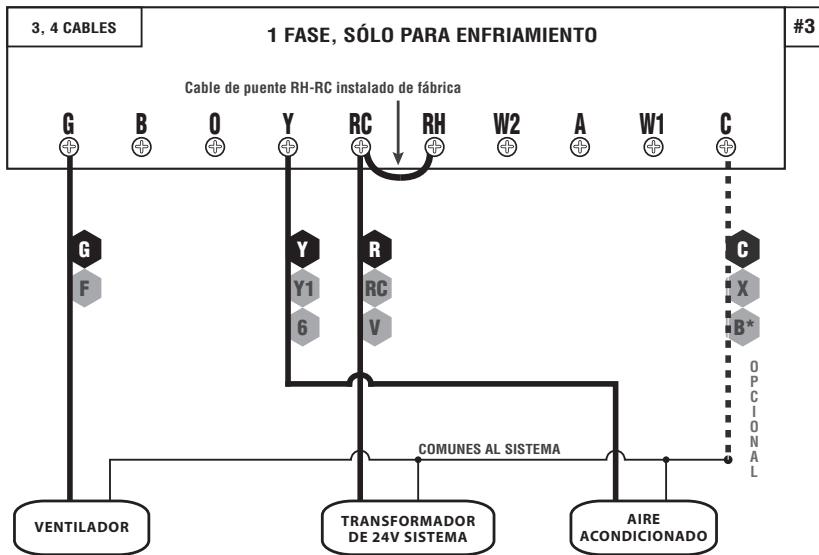 3, 4 CABLES
1 FASE, SÓLO PARA ENFRIAMIENTO
#3
Cable de puente RH-RC instalado de fábrica
G B O Y RC RH W2 A W1 C
G Y R C
F Y1 RC X
6 V B*
OPCIONAL
COMUNES AL SISTEMA
VENTILADOR
TRANSFORMADOR
DE 24V SISTEMA
AIRE
ACONDICIONADO